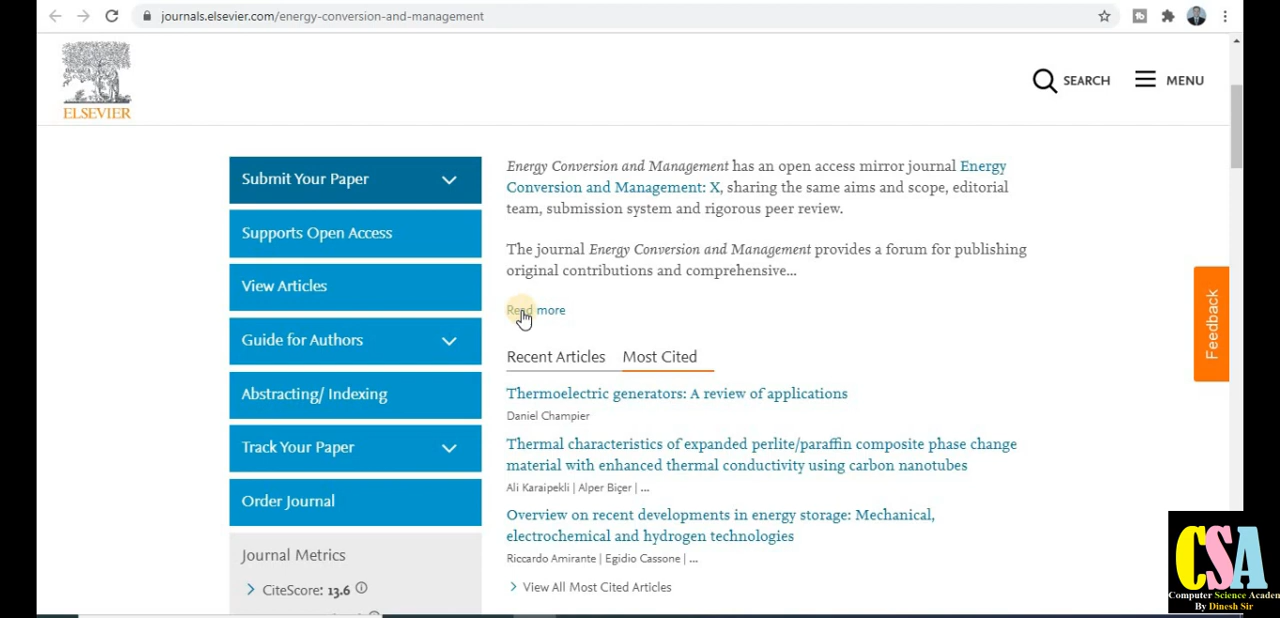 journals.elsevier.com/energy-conversion-and-management
ELSEVIER
SEARCH
MENU
Submit Your Paper
Supports Open Access
View Articles
Guide for Authors
Abstracting/ Indexing
Track Your Paper
Order Journal
Journal Metrics
CiteScore: 13.6
Energy Conversion and Management has an open access mirror journal Energy
Conversion and Management: X, sharing the same aims and scope, editorial
team, submission system and rigorous peer review.
The journal Energy Conversion and Management provides a forum for publishing
original contributions and comprehensive...
Read more
Recent Articles Most Cited
Thermoelectric generators: A review of applications
Daniel Champier
Thermal characteristics of expanded perlite/paraffin composite phase change
material with enhanced thermal conductivity using carbon nanotubes
Ali Karaipekli | Alper Biçer | ...
Overview on recent developments in energy storage: Mechanical,
electrochemical and hydrogen technologies
Riccardo Amirante | Egidio Cassone | ...
View All Most Cited Articles
Feedback
CSA
Computer Science Academ
By Dinesh Sir